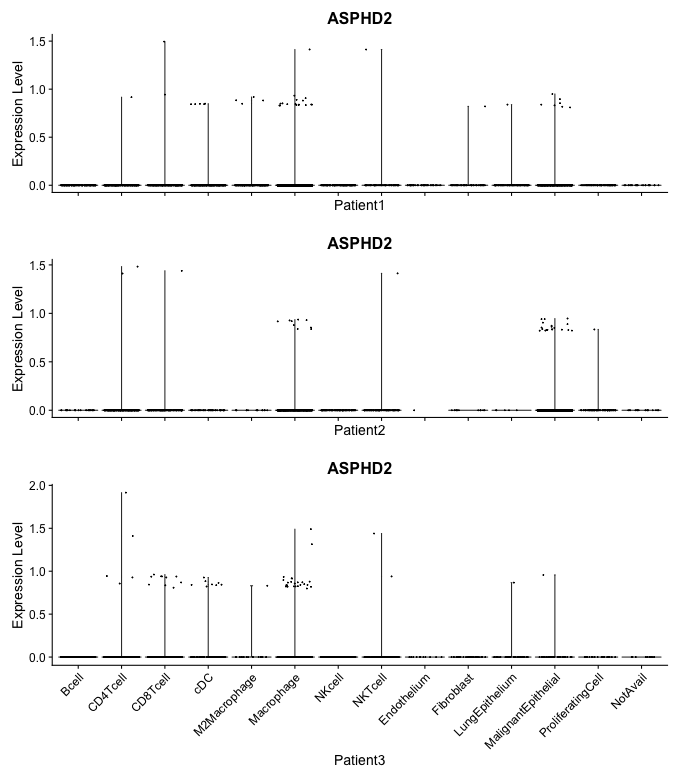 ASPHD2
Expression Level
1.5
1.0
0.5
0.0
Patient1
ASPHD2
Expression Level
1.5
1.0
0.5
0.0
Patient2
ASPHD2
Expression Level
2.0
1.5
1.0
0.5
0.0
Bcell
CD4Tcell
CD8Tcell
cDC
M2Macrophage
Macrophage
NKcell
NKTcell
Endothelium
Fibroblast
LungEpithelium
MalignantEpithelial
ProliferatingCell
NotAvail
Patient3